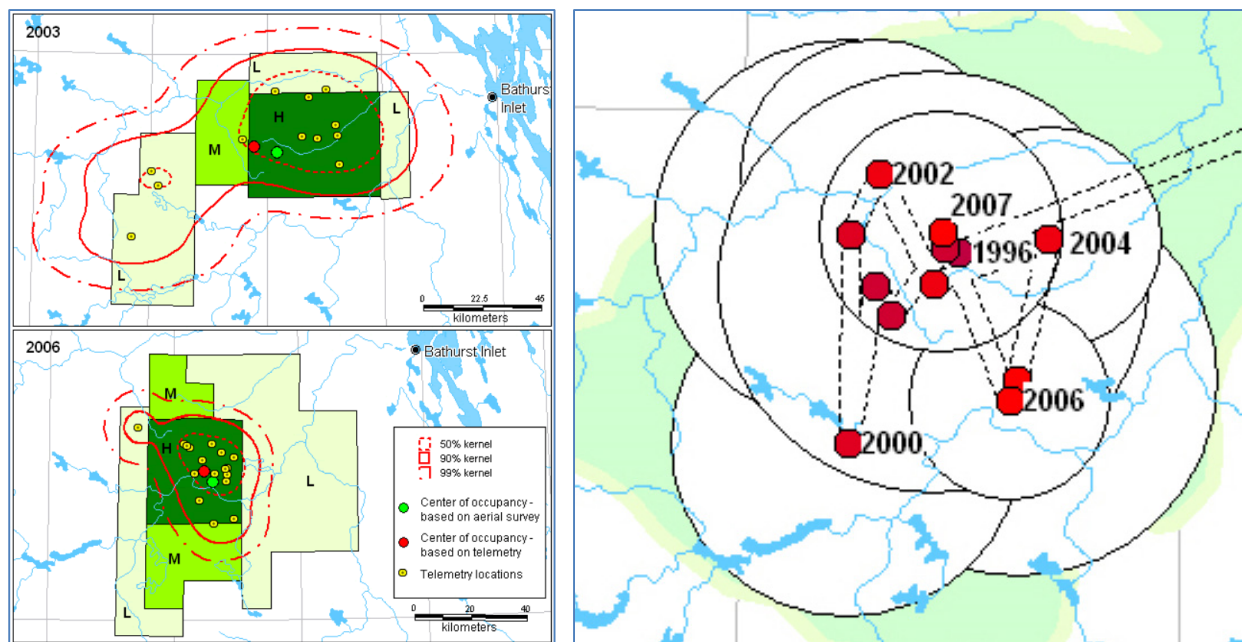 2003
L
Bathurst
Inlet
H
L
M
L
0 22.5 45
kilometers
2006
Bathurst Inlet
M
H
L
M
L
50% kernel
90% kernel
99% kernel
Center of occupancy -
based on aerial survey
Center of occupancy -
based on telemetry
Telemetry locations
0 20 40
kilometers
2002
2007
1996
2004
2006
2000